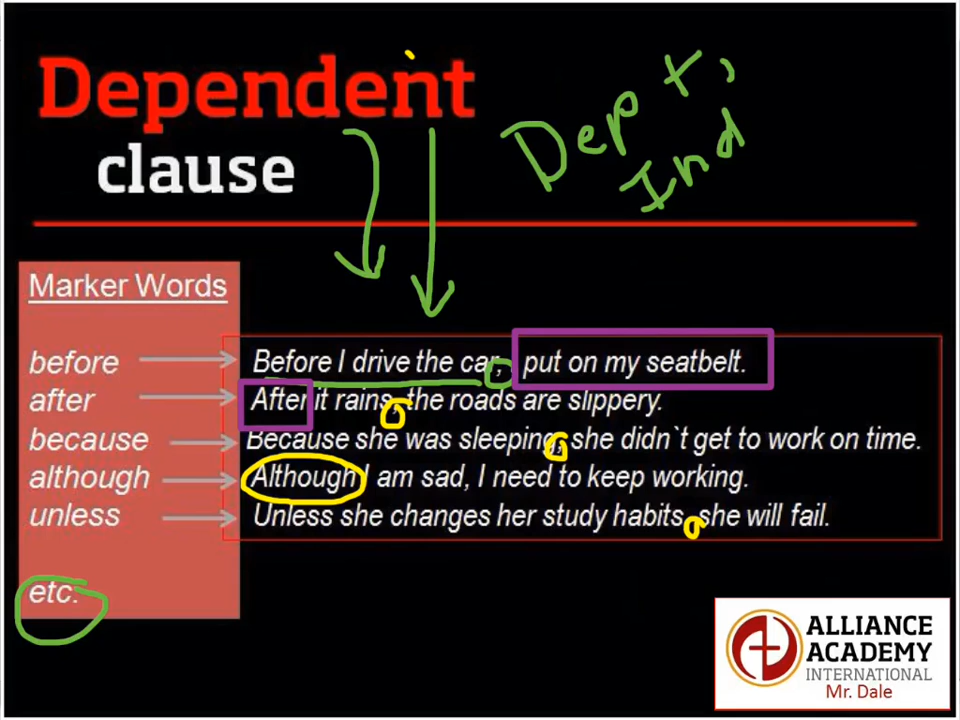 Dependent
clause
Dept,
Ind
Marker Words
before
after
because
although
unless
etc.
Before I drive the car, put on my seatbelt.
After it rains, the roads are slippery.
Because she was sleeping, she didn`t get to work on time.
Although I am sad, I need to keep working.
Unless she changes her study habits, she will fail.
ALLIANCE
ACADEMY
INTERNATIONAL
Mr. Dale